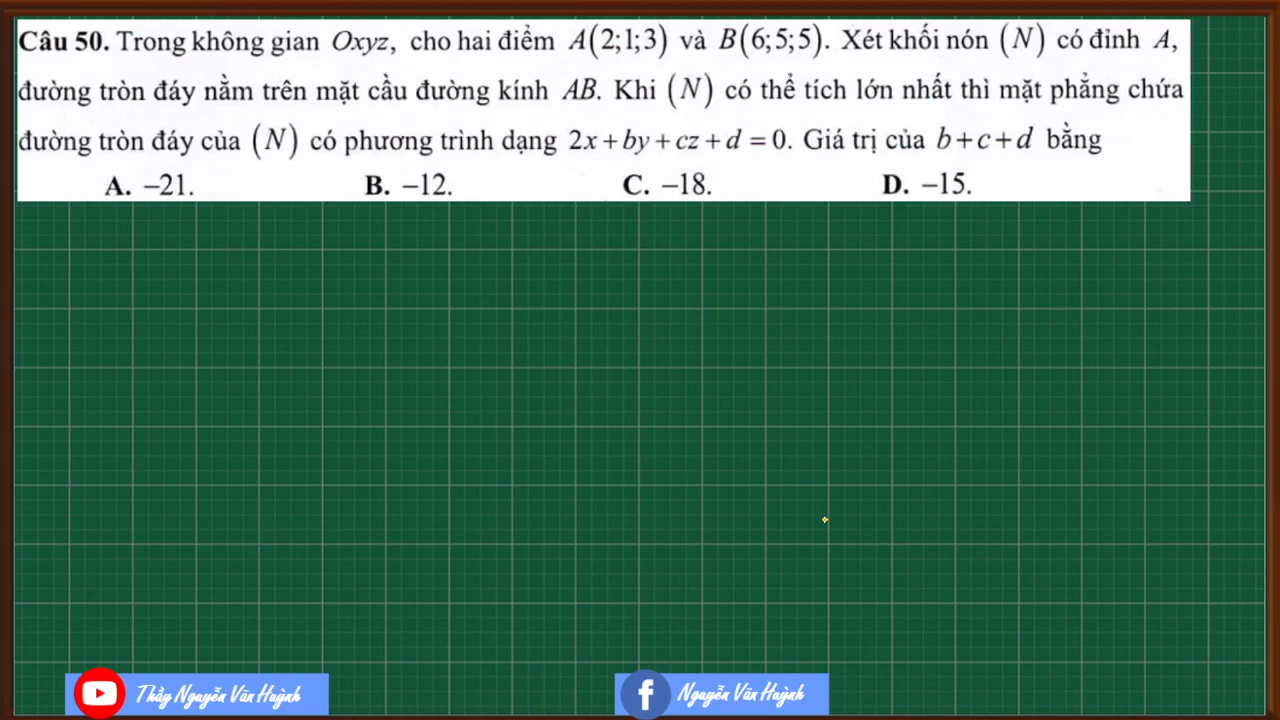 Câu 50. Trong không gian Oxyz, cho hai điểm A(2;1;3) và B(6;5;5). Xét khối nón (N) có đỉnh A,
đường tròn đáy nằm trên mặt cầu đường kính AB. Khi (N) có thể tích lớn nhất thì mặt phẳng chứa
đường tròn đáy của (N) có phương trình dạng 2x + by + cz + d = 0. Giá trị của b + c + d bằng
A. −21. B. −12. C. −18. D. −15.
Thầy Nguyễn Văn Huỳnh f Nguyễn Văn Huỳnh